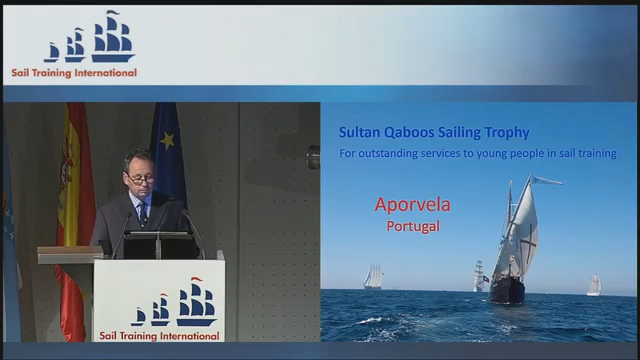 Sail Training International
Sultan Qaboos Sailing Trophy
For outstanding services to young people in sail training
Aporvela
Portugal
Sail Training International